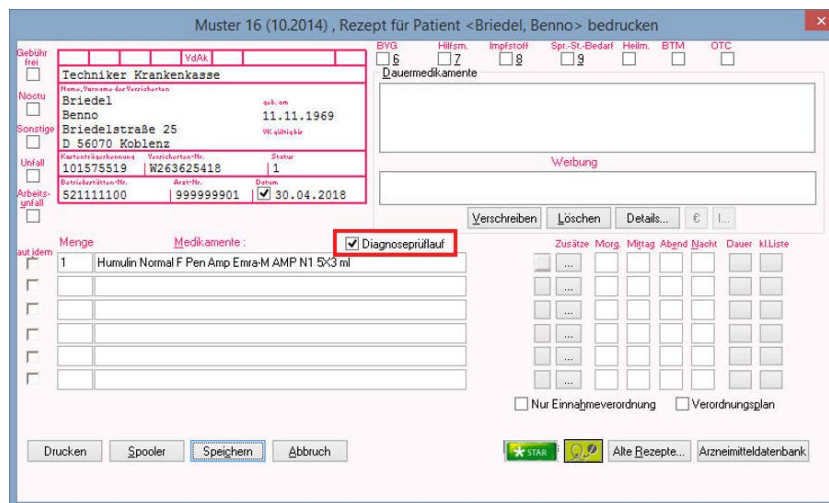 Muster 16 (10.2014) , Rezept für Patient <Briedel, Benno> bedrucken
Gebühr frei
Noctu
Sonstige
Unfall
Arbeits-unfall
aut idem
VdAk
Techniker Krankenkasse
Name, Vorname der Versicherten
Briedel
geb. am
Benno 11.11.1969
Briedelstraße 25
VK gültig bis
D 56070 Koblenz
Kostenträgerkennung Versicherten-Nr. Status
101575519 W263625418 1
Betriebsstätten-Nr. Arzt-Nr. Datum
521111100 999999901 30.04.2018
BVG Hilfsm. Impfstoff Spr.-St.-Bedarf Heilm. BTM OTC
6 7 8 9
Dauermedikamente
Werbung
Verschreiben Löschen Details... € I...
Menge Medikamente : Diagnoseprüflauf Zusätze Morg. Mittag Abend Nacht Dauer kl.Liste
1 Humulin Normal F Pen Amp Emra-M AMP N1 5X3 ml ...
...
...
...
...
...
Nur Einnahmeverordnung Verordnungsplan
Drucken Spooler Speichern Abbruch STAR Alte Rezepte... Arzneimitteldatenbank